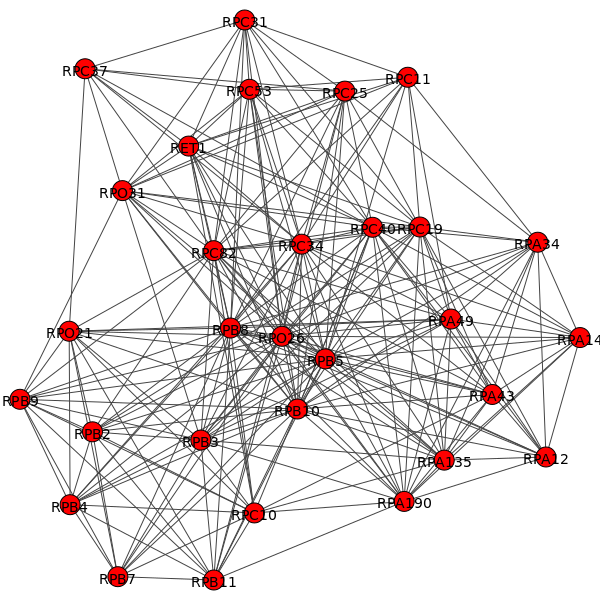 RPC31
RPC37
RPC53
RPC25
RPC11
RET1
RPO31
RPC40
RPC19
RPC82
RPC34
RPA34
RPO21
RPB8
RPO26
RPA49
RPA14
RPB5
RPB9
RPB10
RPA43
RPB2
RPB3
RPA135
RPA12
RPB4
RPC10
RPA190
RPB7
RPB11